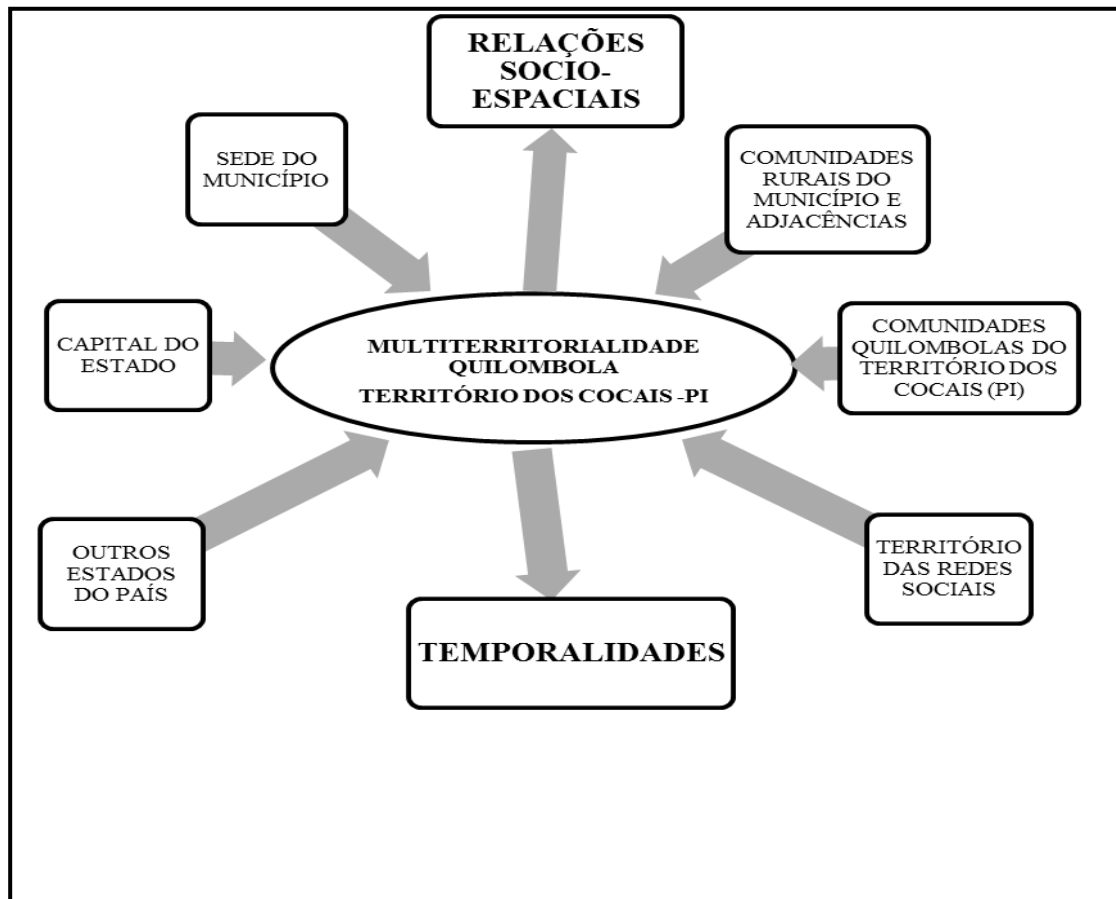 RELAÇÕES
SOCIO-
ESPACIAIS
SEDE DO
MUNICÍPIO
COMUNIDADES
RURAIS DO
MUNICÍPIO E
ADJACÊNCIAS
CAPITAL DO
ESTADO
MULTITERRITORIALIDADE
QUILOMBOLA
TERRITÓRIO DOS COCAIS -PI
COMUNIDADES
QUILOMBOLAS DO
TERRITÓRIO DOS
COCAIS (PI)
OUTROS
ESTADOS
DO PAÍS
TERRITÓRIO
DAS REDES
SOCIAIS
TEMPORALIDADES